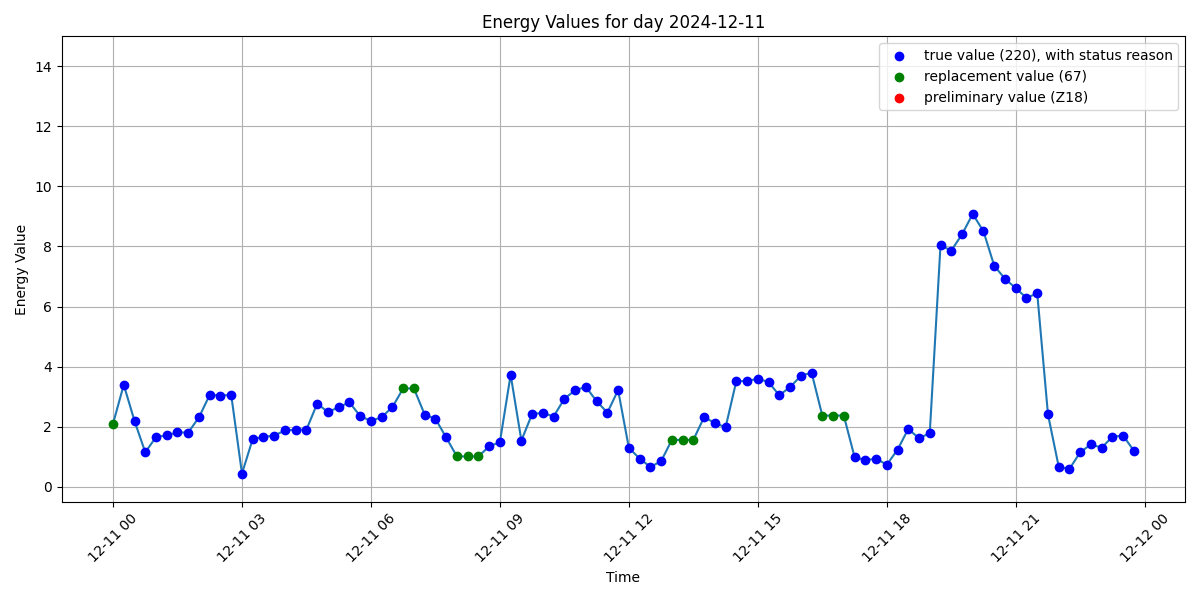 Energy Values for day 2024-12-11
true value (220), with status reason
replacement value (67)
preliminary value (Z18)
Energy Value
14
12
10
8
6
4
2
0
12-11 00
12-11 03
12-11 06
12-11 09
12-11 12
12-11 15
12-11 18
12-11 21
12-12 00
Time